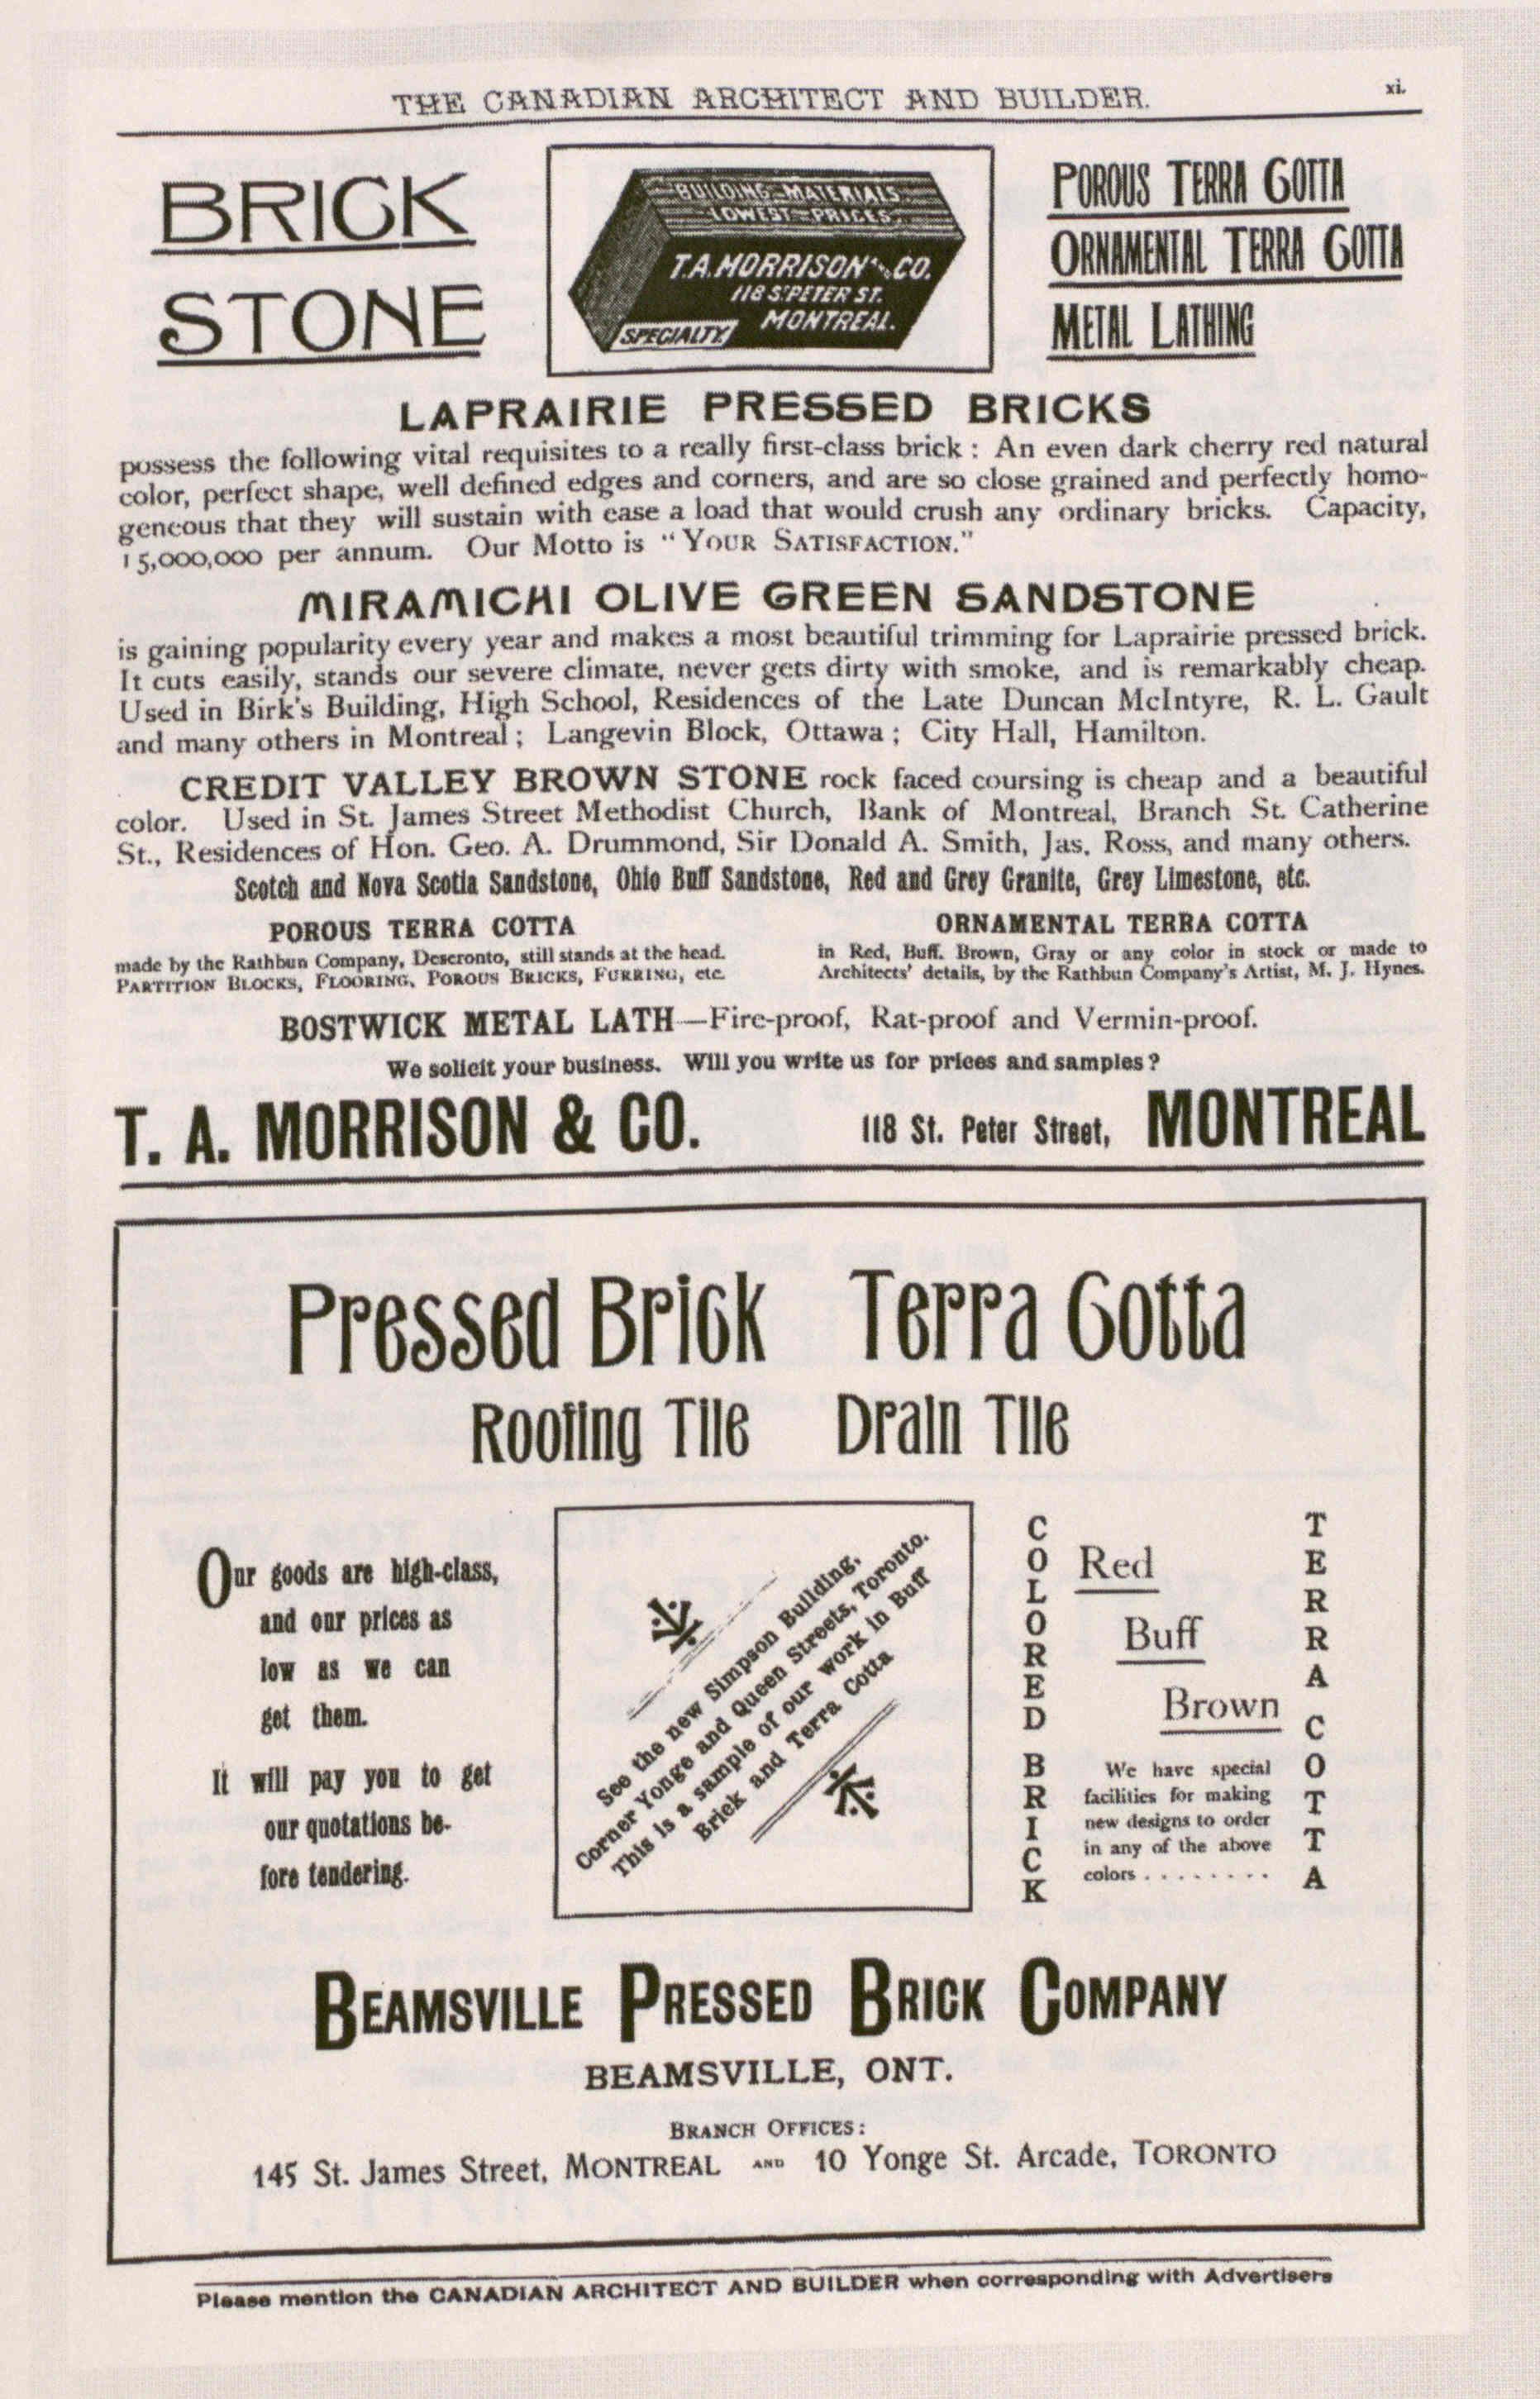 THE CANADIAN ARCHITECT AND BUILDER.
xi.
BRICK
STONE
BUILDING MATERIALS
LOWEST PRICES
T.A. MORRISON AND CO.
118 ST. PETER ST.
MONTREAL.
SPECIALTY
POROUS TERRA COTTA
ORNAMENTAL TERRA COTTA
METAL LATHING
LAPRAIRIE PRESSED BRICKS
possess the following vital requisites to a really first-class brick : An even dark cherry red natural
color, perfect shape, well defined edges and corners, and are so close grained and perfectly homo-
geneous that they will sustain with ease a load that would crush any ordinary bricks. Capacity,
15,000,000 per annum. Our Motto is "YOUR SATISFACTION."
MIRAMICHI OLIVE GREEN SANDSTONE
is gaining popularity every year and makes a most beautiful trimming for Laprairie pressed brick.
It cuts easily, stands our severe climate, never gets dirty with smoke, and is remarkably cheap.
Used in Birk's Building, High School, Residences of the Late Duncan McIntyre, R. L. Gault
and many others in Montreal ; Langevin Block, Ottawa ; City Hall, Hamilton.
CREDIT VALLEY BROWN STONE rock faced coursing is cheap and a beautiful
color. Used in St. James Street Methodist Church, Bank of Montreal, Branch St. Catherine
St., Residences of Hon. Geo. A. Drummond, Sir Donald A. Smith, Jas. Ross, and many others.
Scotch and Nova Scotia Sandstone, Ohio Buff Sandstone, Red and Grey Granite, Grey Limestone, etc.
POROUS TERRA COTTA
made by the Rathbun Company, Deseronto, still stands at the head.
PARTITION BLOCKS, FLOORING, POROUS BRICKS, FURRING, etc.
ORNAMENTAL TERRA COTTA
in Red, Buff. Brown, Gray or any color in stock or made to
Architects' details, by the Rathbun Company's Artist, M. J. Hynes.
BOSTWICK METAL LATH—Fire-proof, Rat-proof and Vermin-proof.
We solicit your business. Will you write us for prices and samples ?
T. A. MORRISON & CO. 118 St. Peter Street, MONTREAL
Pressed Brick Terra Cotta
Roofing Tile Drain Tile
Our goods are high-class,
and our prices as
low as we can
get them.
It will pay you to get
our quotations be-
fore tendering.
See the new Simpson Building,
Corner Yonge and Queen Streets, Toronto.
This is a sample of our work in Buff
Brick and Terra Cotta
COLORED BRICK
Red
Buff
Brown
We have special
facilities for making
new designs to order
in any of the above
colors . . . . . . . .
TERRA COTTA
BEAMSVILLE PRESSED BRICK COMPANY
BEAMSVILLE, ONT.
BRANCH OFFICES:
145 St. James Street, MONTREAL AND 10 Yonge St. Arcade, TORONTO
Please mention the CANADIAN ARCHITECT AND BUILDER when corresponding with Advertisers